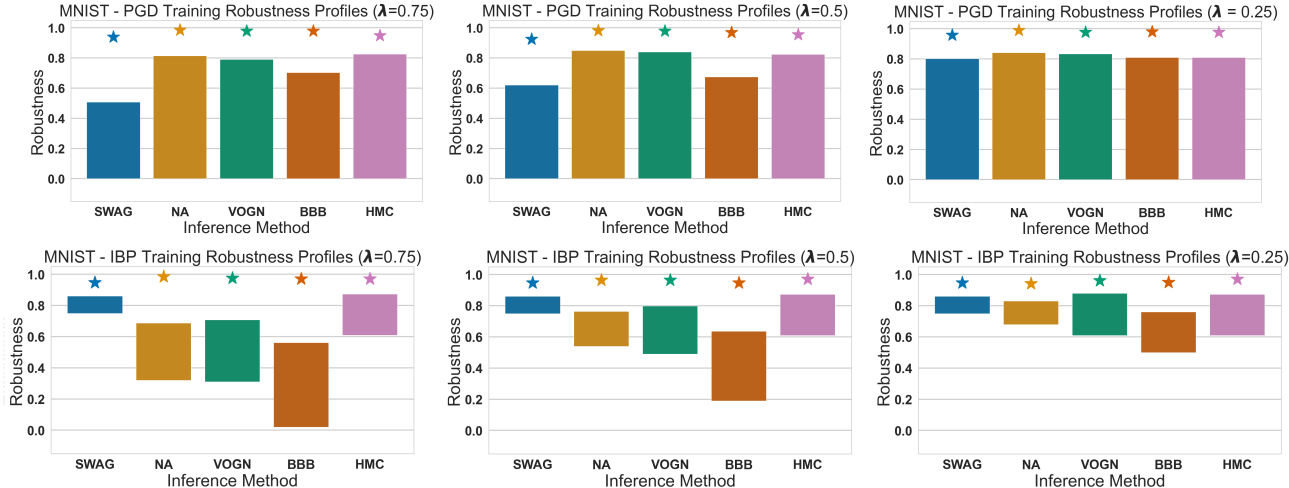 MNIST - PGD Training Robustness Profiles (λ=0.75)
1.0
0.8
0.6
0.4
0.2
0.0
Robustness
SWAG NA VOGN BBB HMC
Inference Method
MNIST - PGD Training Robustness Profiles (λ=0.5)
1.0
0.8
0.6
0.4
0.2
0.0
Robustness
SWAG NA VOGN BBB HMC
Inference Method
MNIST - PGD Training Robustness Profiles (λ = 0.25)
1.0
0.8
0.6
0.4
0.2
0.0
Robustness
SWAG NA VOGN BBB HMC
Inference Method
MNIST - IBP Training Robustness Profiles (λ=0.75)
1.0
0.8
0.6
0.4
0.2
0.0
Robustness
SWAG NA VOGN BBB HMC
Inference Method
MNIST - IBP Training Robustness Profiles (λ=0.5)
1.0
0.8
0.6
0.4
0.2
0.0
Robustness
SWAG NA VOGN BBB HMC
Inference Method
MNIST - IBP Training Robustness Profiles (λ=0.25)
1.0
0.8
0.6
0.4
0.2
0.0
Robustness
SWAG NA VOGN BBB HMC
Inference Method